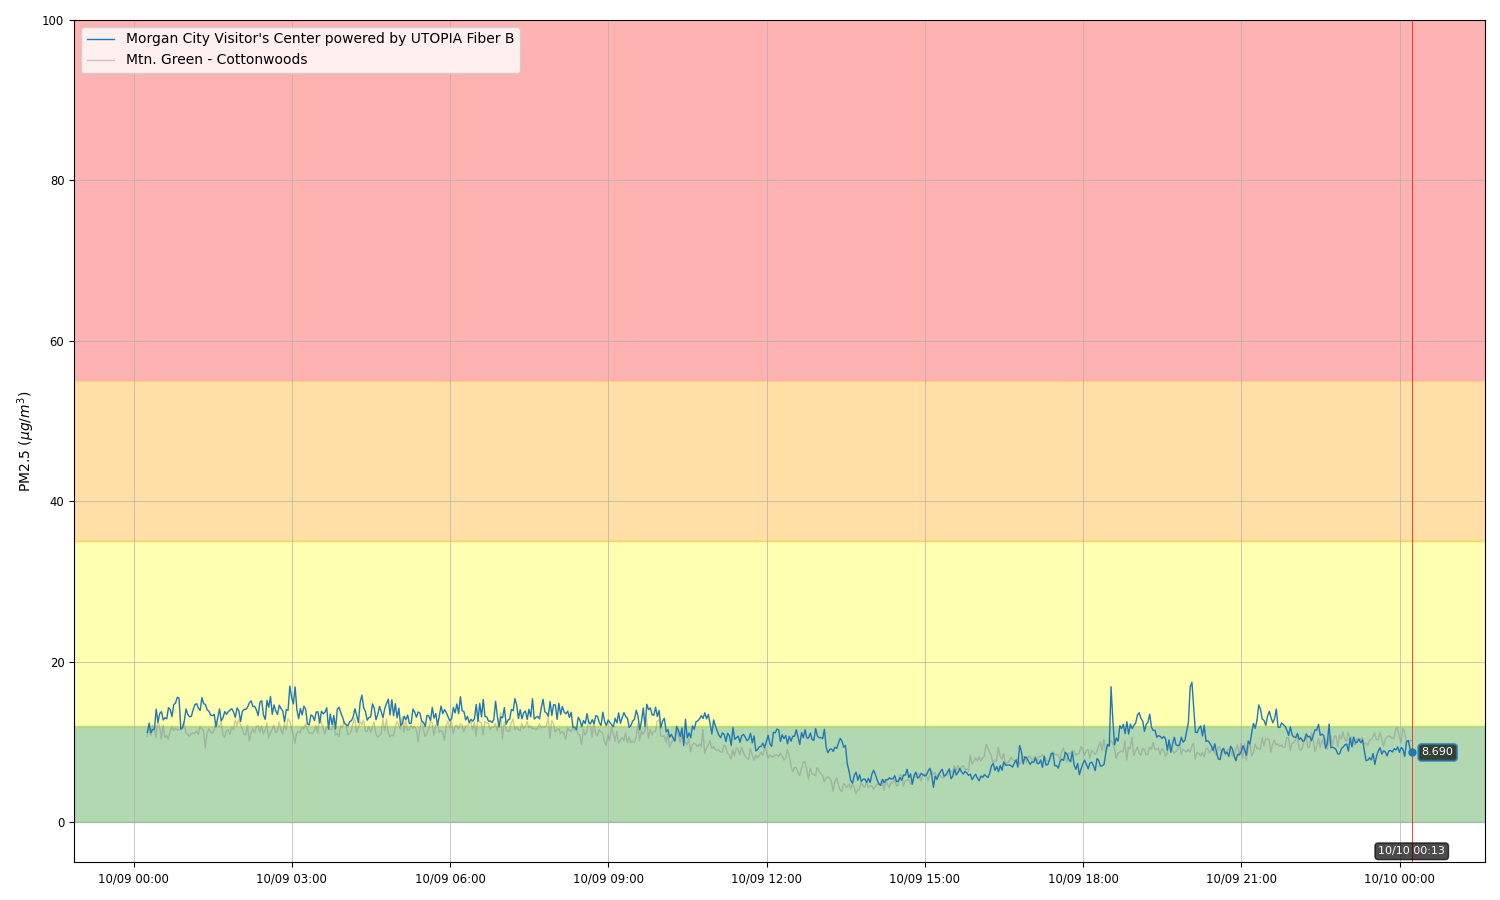 100
80
60
40
20
0
PM2.5 (μg/m³)
Morgan City Visitor's Center powered by UTOPIA Fiber B
Mtn. Green - Cottonwoods
8.690
10/10 00:13
10/09 00:00 10/09 03:00 10/09 06:00 10/09 09:00 10/09 12:00 10/09 15:00 10/09 18:00 10/09 21:00 10/10 00:00